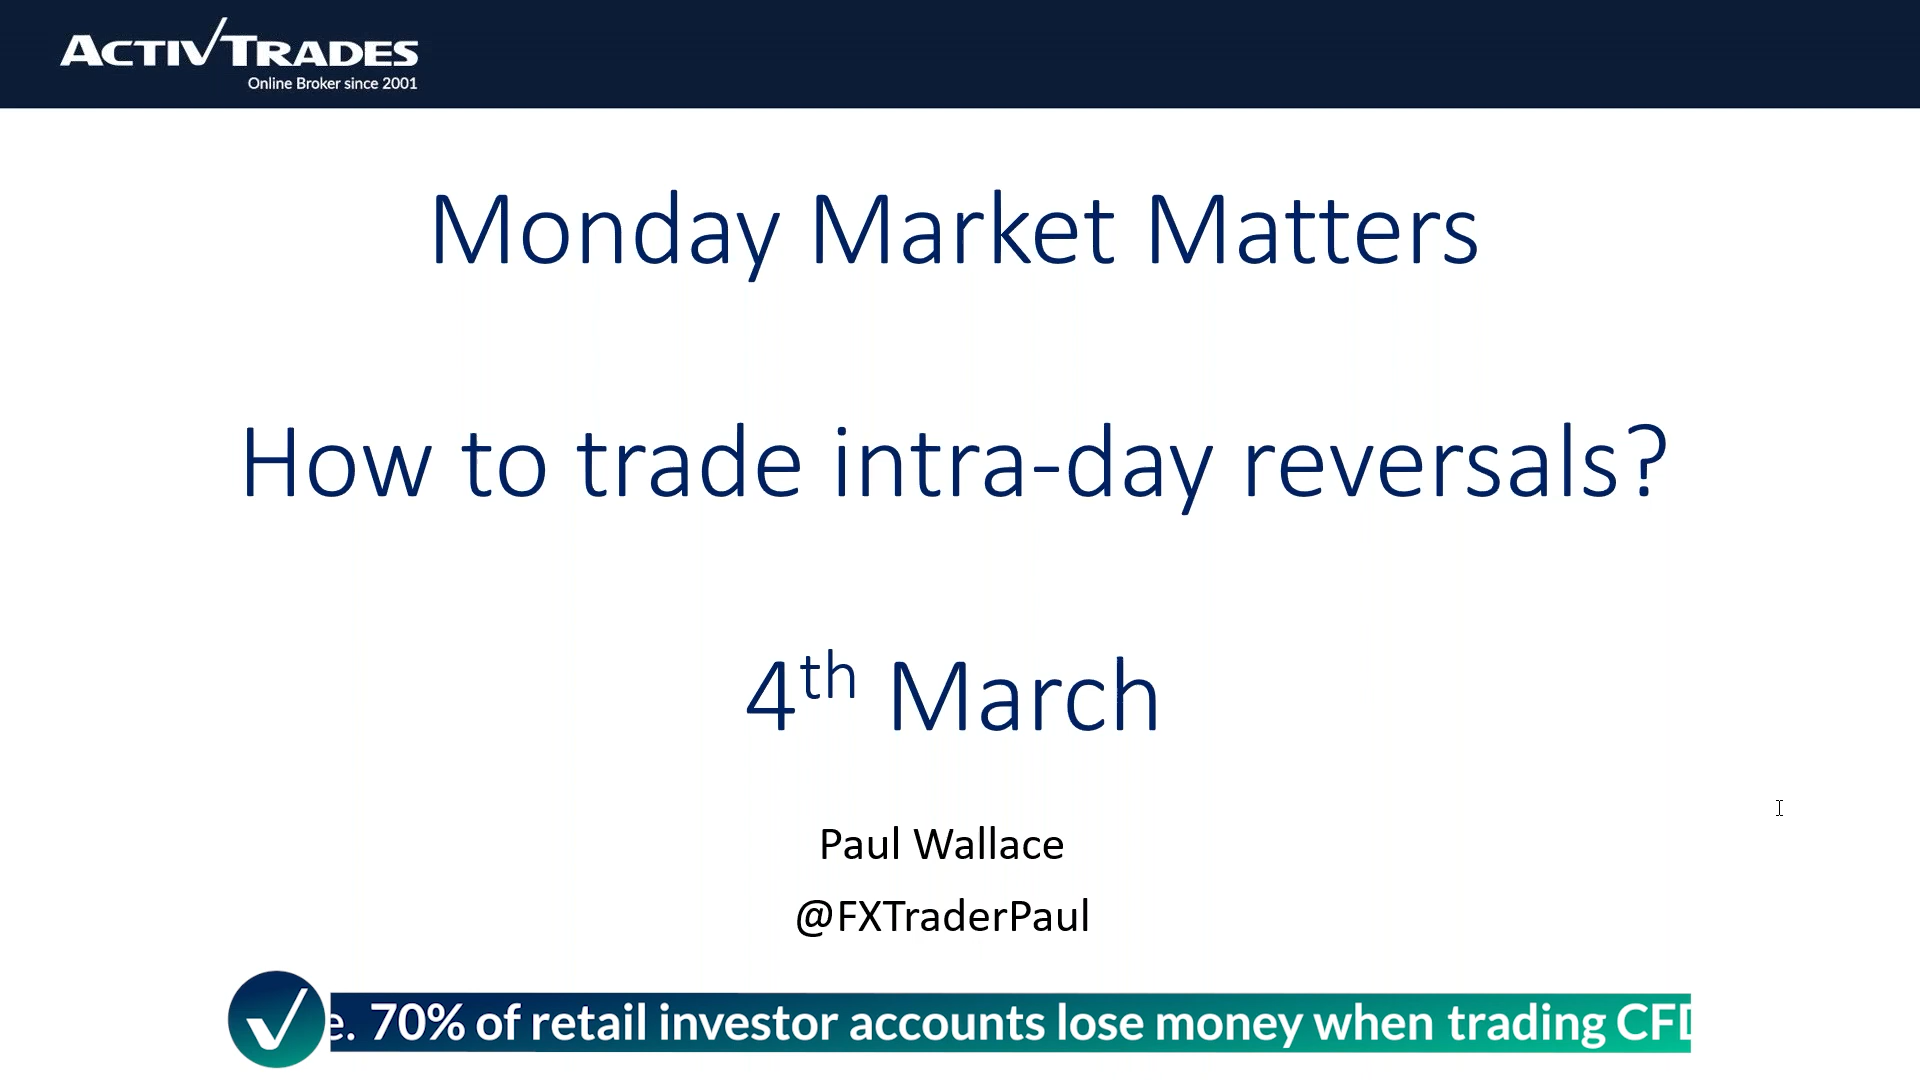 ACTIVTRADES
Online Broker since 2001
Monday Market Matters
How to trade intra-day reversals?
4th March
Paul Wallace
@FXTraderPaul
e. 70% of retail investor accounts lose money when trading CFD